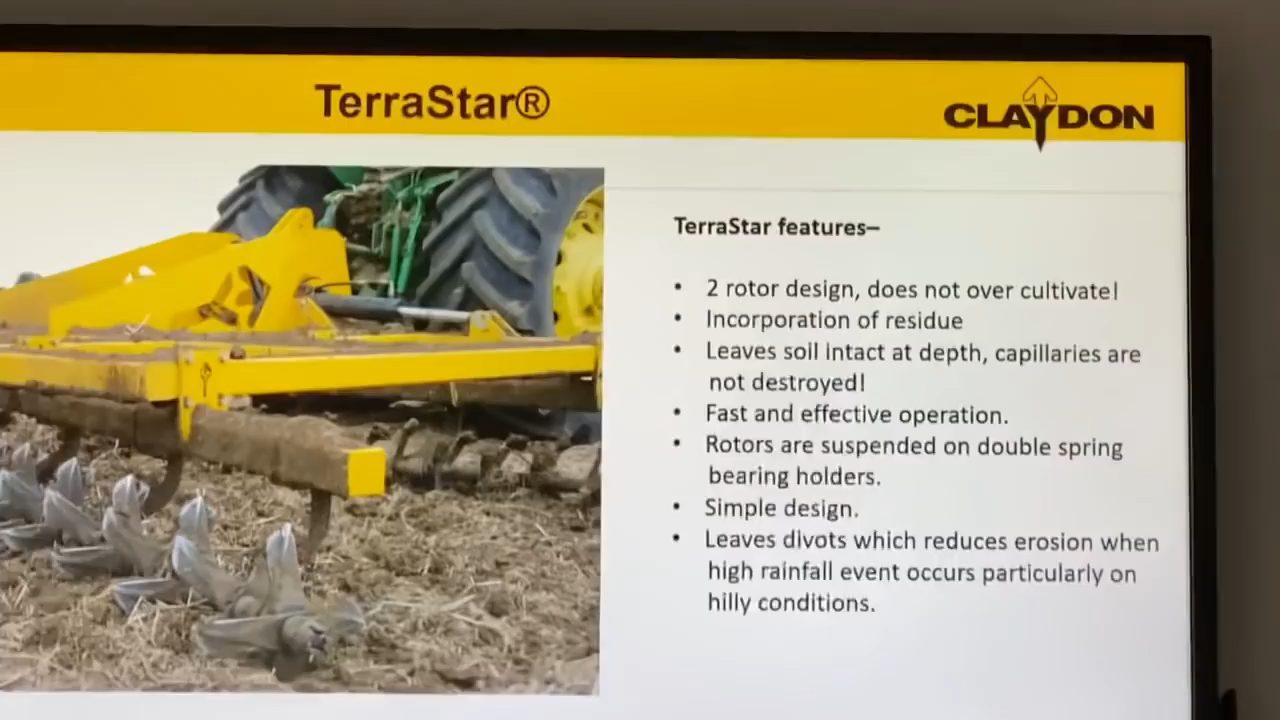 TerraStar®
CLAYDON
TerraStar features–
• 2 rotor design, does not over cultivate!
• Incorporation of residue
• Leaves soil intact at depth, capillaries are
not destroyed!
• Fast and effective operation.
• Rotors are suspended on double spring
bearing holders.
• Simple design.
• Leaves divots which reduces erosion when
high rainfall event occurs particularly on
hilly conditions.